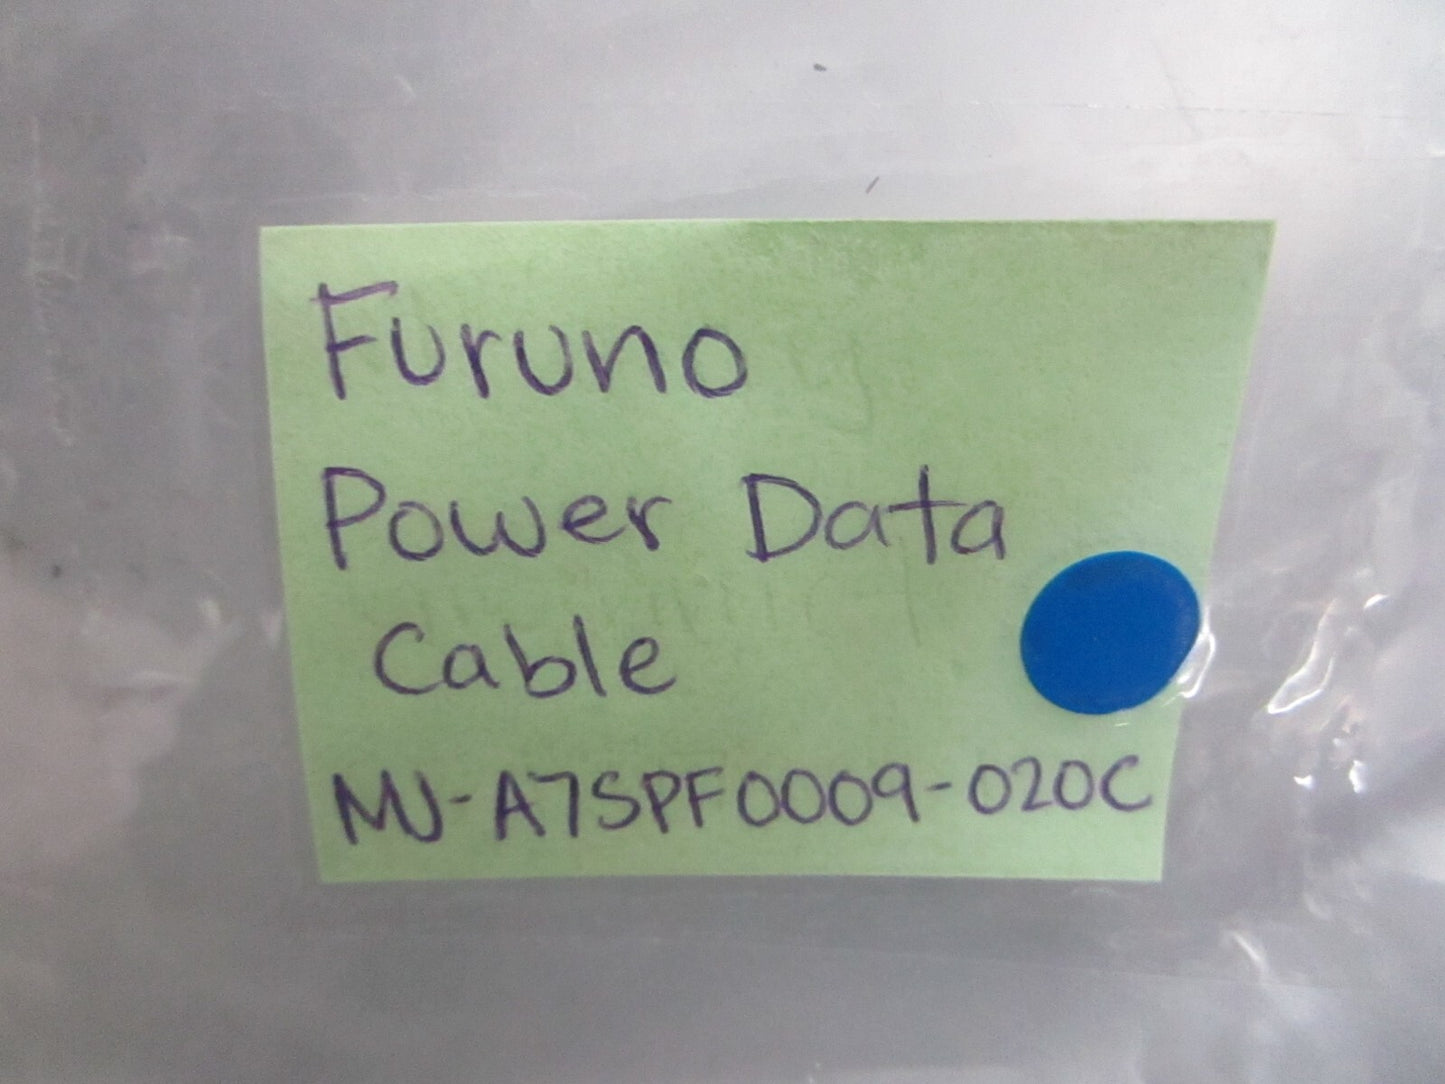 Furuno
Power Data
Cable
MJ-A7SPF0009-020C